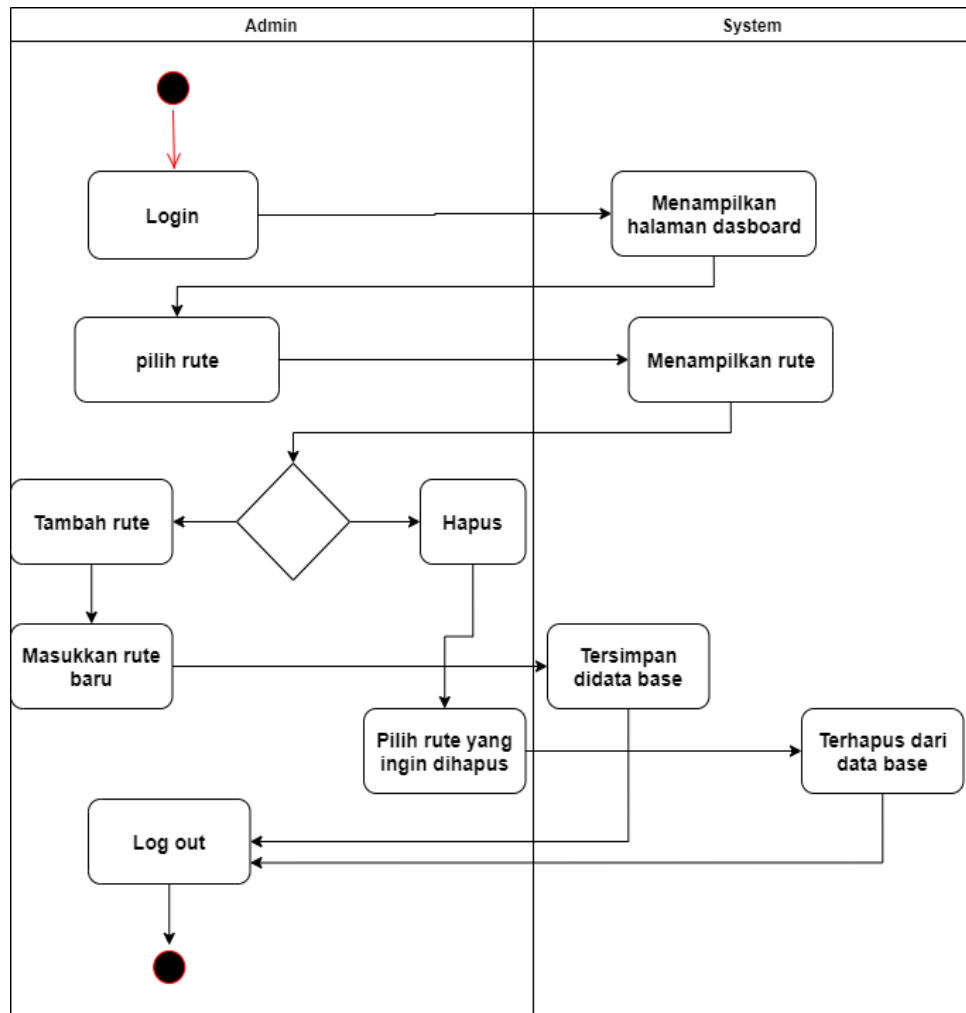 Admin
System
Login
Menampilkan
halaman dasboard
pilih rute
Menampilkan rute
Tambah rute
Hapus
Masukkan rute
baru
Tersimpan
didata base
Pilih rute yang
ingin dihapus
Terhapus dari
data base
Log out